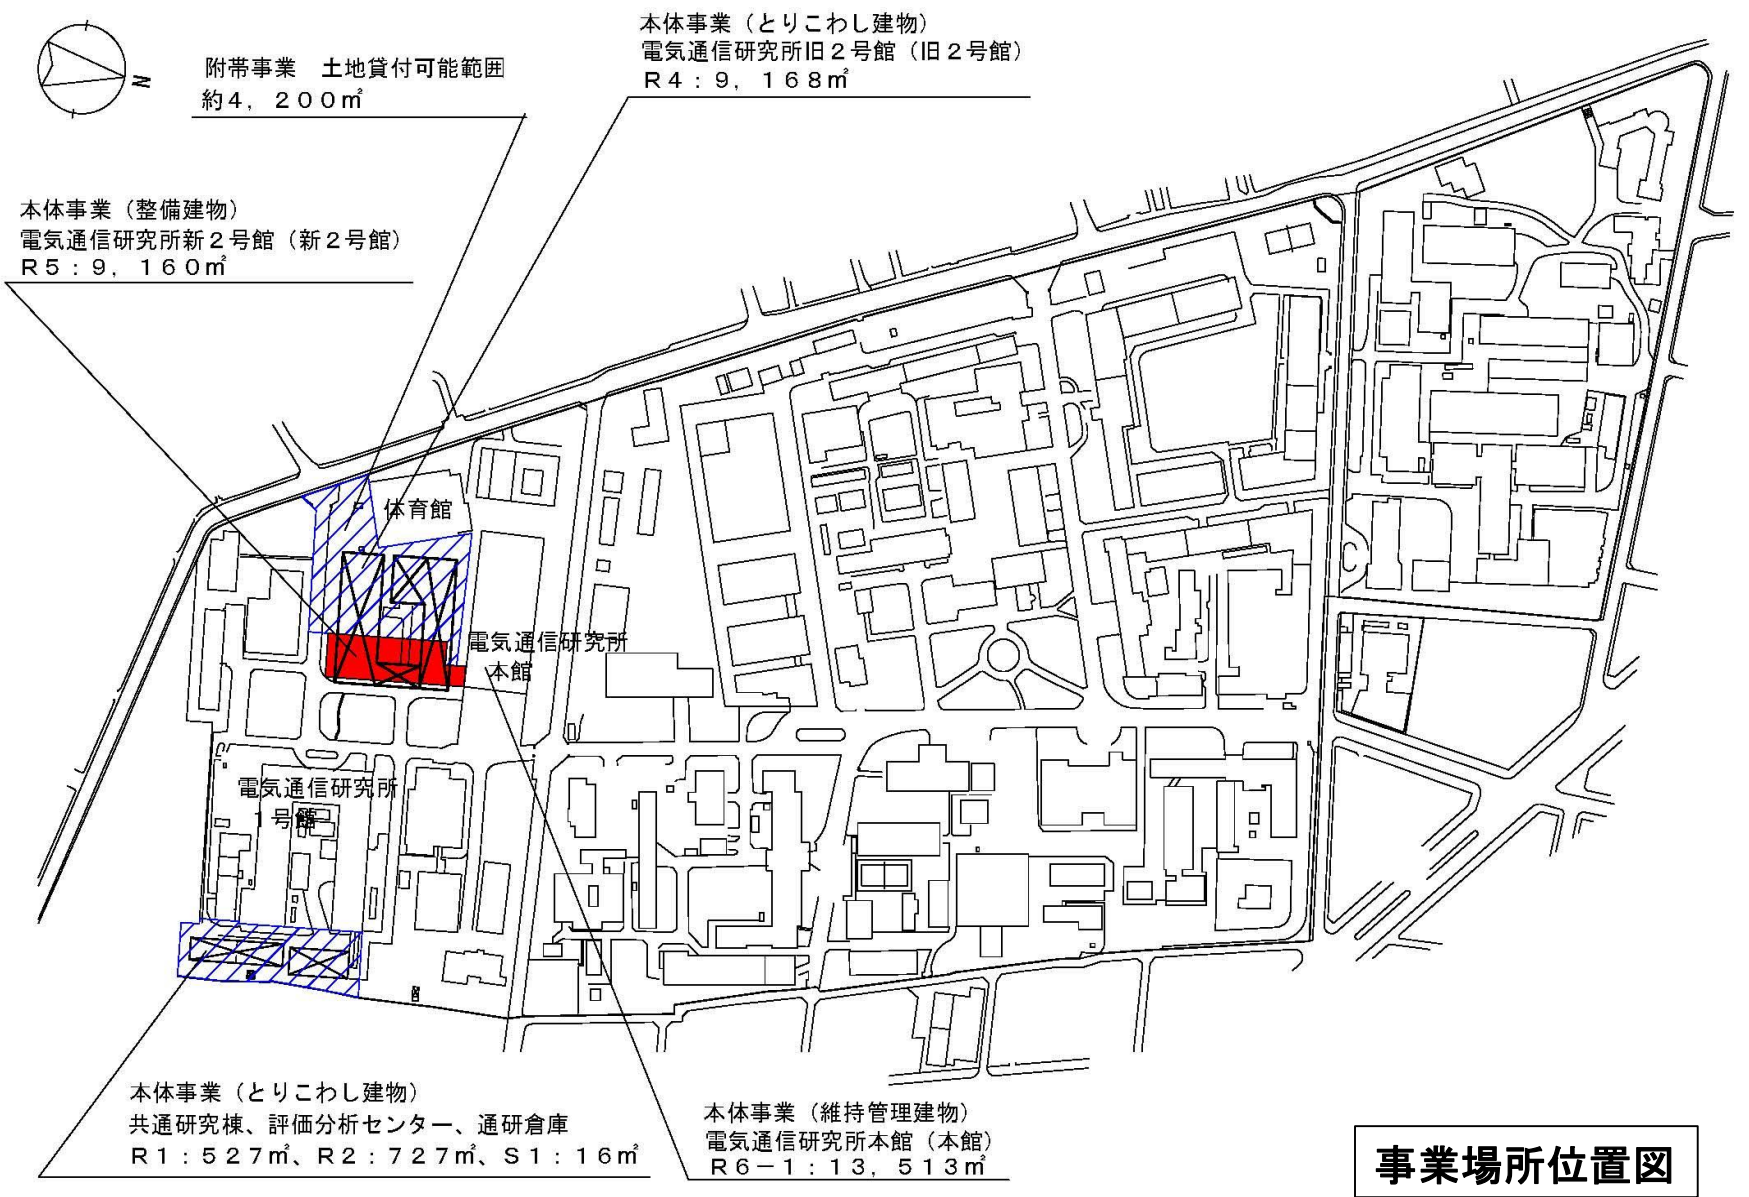 本体事業（とりこわし建物）
電気通信研究所旧２号館（旧２号館）
Ｒ４：９，１６８㎡
附帯事業　土地貸付可能範囲
約４，２００㎡
N
本体事業（整備建物）
電気通信研究所新２号館（新２号館）
Ｒ５：９，１６０㎡
体育館
電気通信研究所
本館
電気通信研究所
１号館
本体事業（とりこわし建物）
共通研究棟、評価分析センター、通研倉庫
Ｒ１：５２７㎡、Ｒ２：７２７㎡、Ｓ１：１６㎡
本体事業（維持管理建物）
電気通信研究所本館（本館）
Ｒ６－１：１３，５１３㎡
事業場所位置図